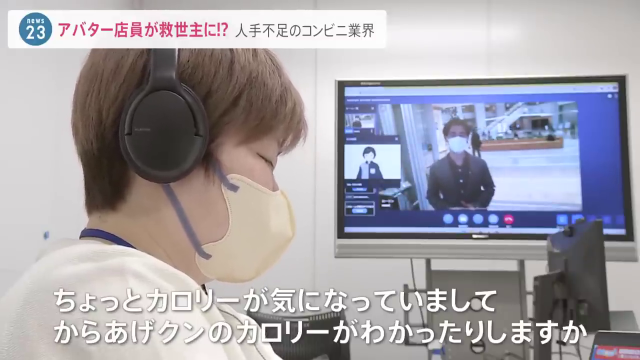 news
23
アバター店員が救世主に!? 人手不足のコンビニ業界
ちょっとカロリーが気になっていまして
からあげクンのカロリーがわかったりしますか